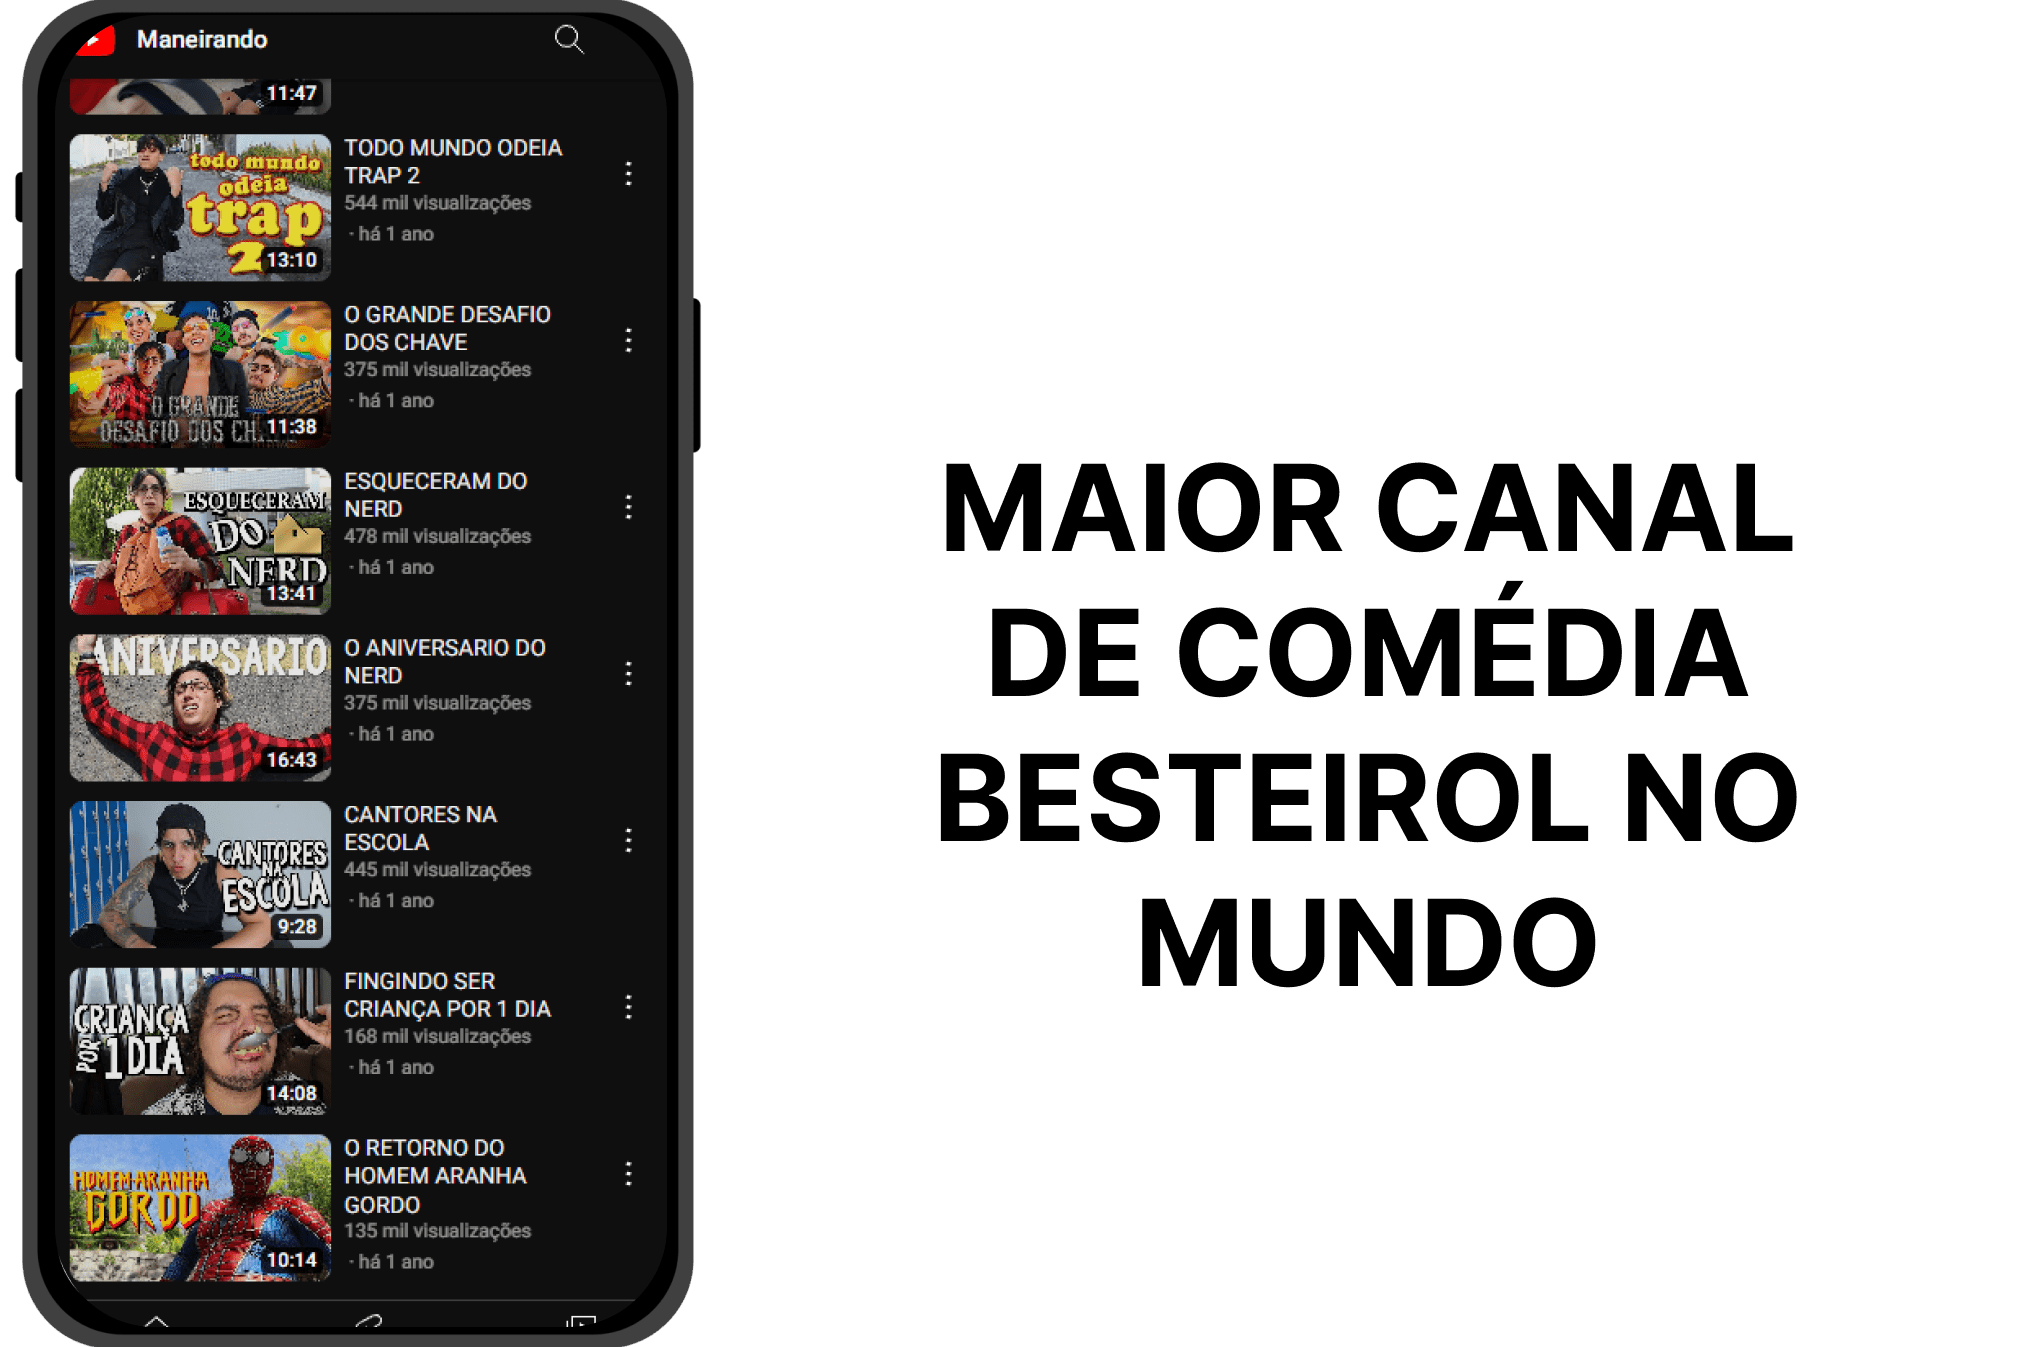 Maneirando
11:47
todo mundo
odeia
trap
2
13:10
TODO MUNDO ODEIA
TRAP 2
544 mil visualizações
· há 1 ano
O GRANDE
DESAFIO DOS
11:38
O GRANDE DESAFIO
DOS CHAVE
375 mil visualizações
· há 1 ano
ESQUECERAM
DO
NERD
13:41
ESQUECERAM DO
NERD
478 mil visualizações
· há 1 ano
ANIVERSARIO
16:43
O ANIVERSARIO DO
NERD
375 mil visualizações
· há 1 ano
CANTORES
NA
ESCOLA
9:28
CANTORES NA
ESCOLA
445 mil visualizações
· há 1 ano
CRIANÇA
POR 1 DIA
14:08
FINGINDO SER
CRIANÇA POR 1 DIA
168 mil visualizações
· há 1 ano
HOMEM-ARANHA
GORDO
10:14
O RETORNO DO
HOMEM ARANHA
GORDO
135 mil visualizações
· há 1 ano
MAIOR CANAL
DE COMÉDIA
BESTEIROL NO
MUNDO